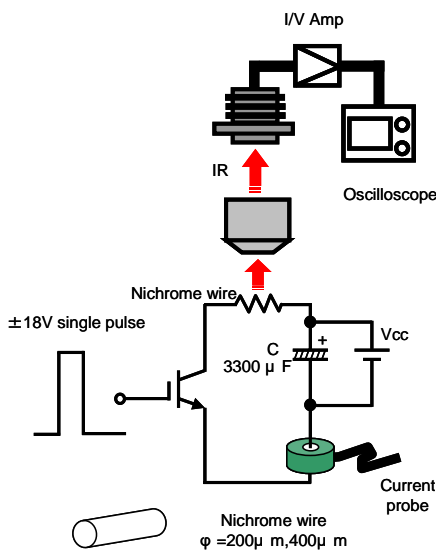 I/V Amp
IR
Oscilloscope
Nichrome wire
±18V single pulse
+
C
3300 μ F
Vcc
Current
probe
Nichrome wire
φ =200μ m,400μ m